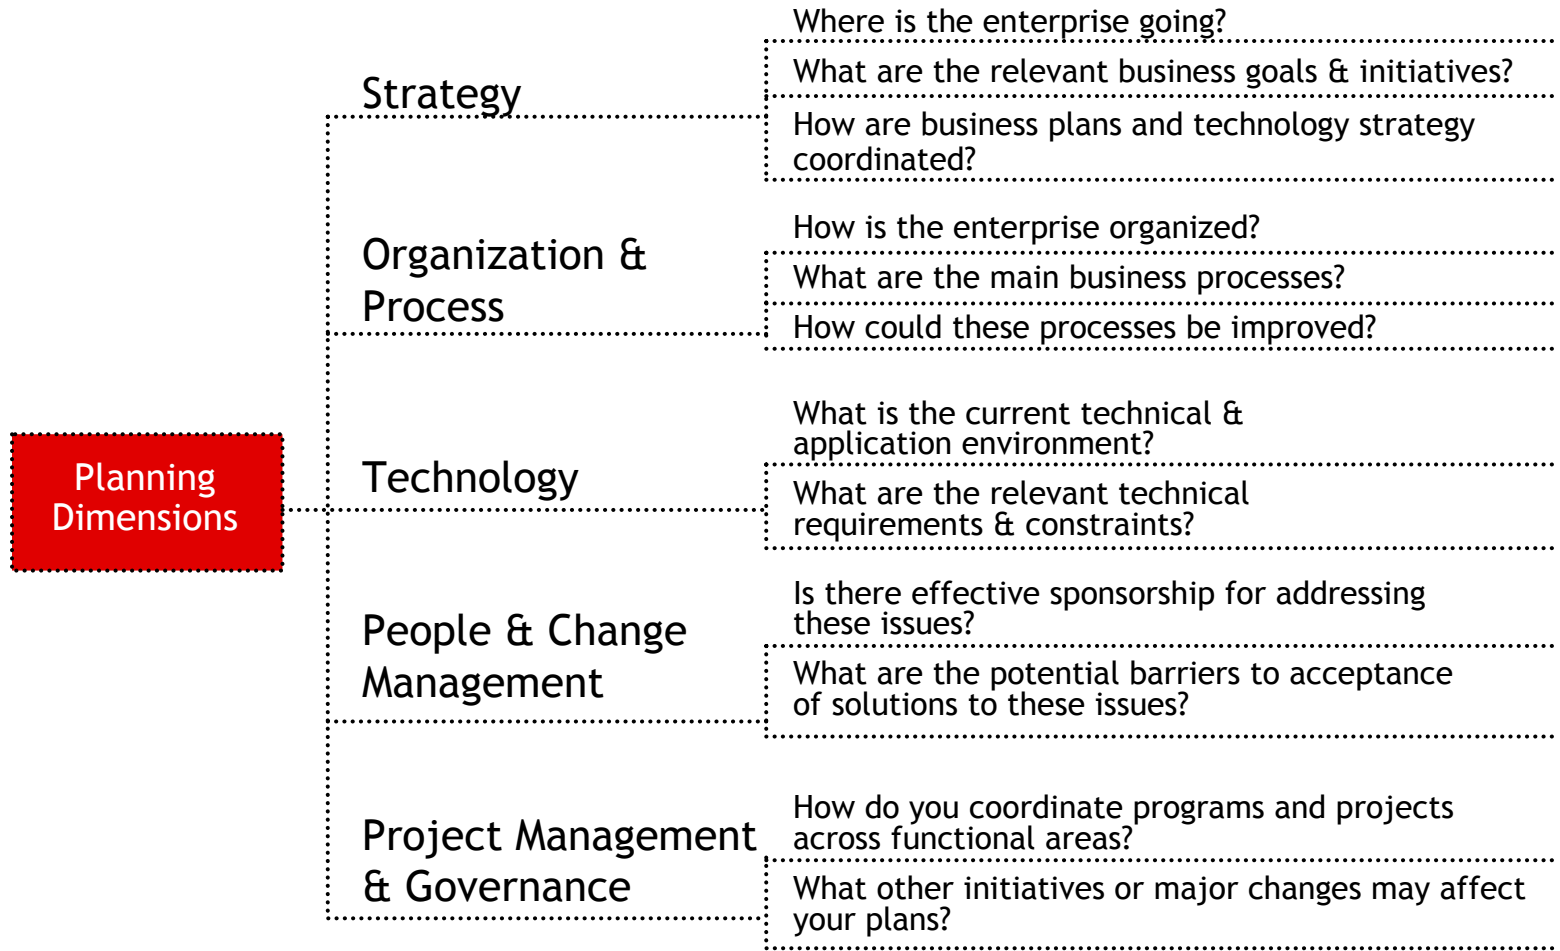 Planning
Dimensions
Strategy
Where is the enterprise going?
What are the relevant business goals & initiatives?
How are business plans and technology strategy
coordinated?
Organization &
Process
How is the enterprise organized?
What are the main business processes?
How could these processes be improved?
Technology
What is the current technical &
application environment?
What are the relevant technical
requirements & constraints?
People & Change
Management
Is there effective sponsorship for addressing
these issues?
What are the potential barriers to acceptance
of solutions to these issues?
Project Management
& Governance
How do you coordinate programs and projects
across functional areas?
What other initiatives or major changes may affect
your plans?